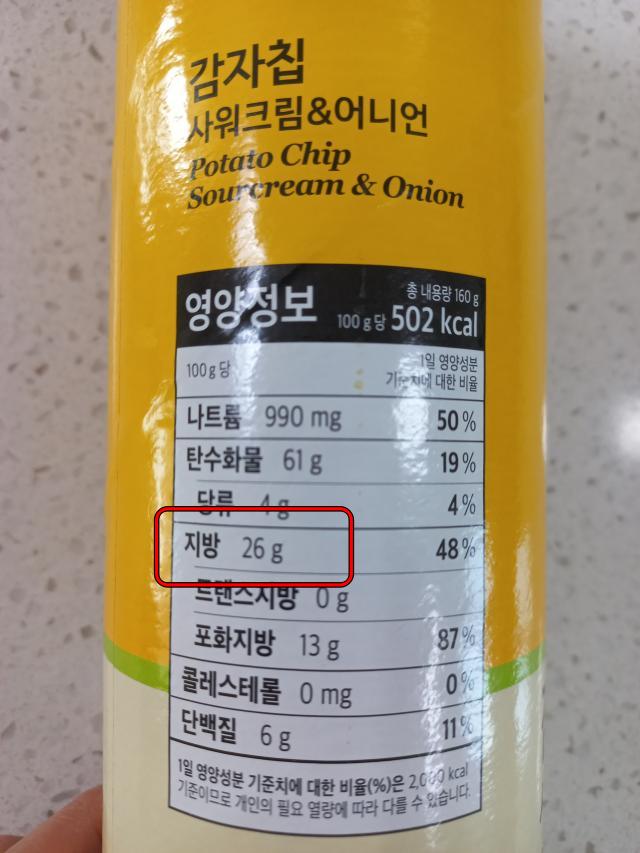 감자칩
사워크림&어니언
Potato Chip
Sourcream & Onion
영양정보
총 내용량 160 g
100 g 당 502 kcal
100 g 당
1일 영양성분
기준치에 대한 비율
나트륨 990 mg 50 %
탄수화물 61 g 19 %
당류 4 g 4 %
지방 26 g 48 %
트랜스지방 0 g
포화지방 13 g 87 %
콜레스테롤 0 mg 0 %
단백질 6 g 11 %
1일 영양성분 기준치에 대한 비율(%)은 2,000 kcal
기준이므로 개인의 필요 열량에 따라 다를 수 있습니다.